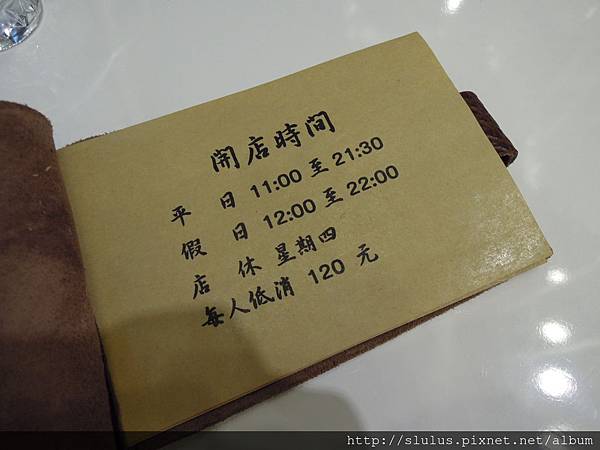 開店時間
平 日 11:00 至 21:30
假 日 12:00 至 22:00
店 休 星期四
每人低消 120 元
http://slulus.pixnet.net/album